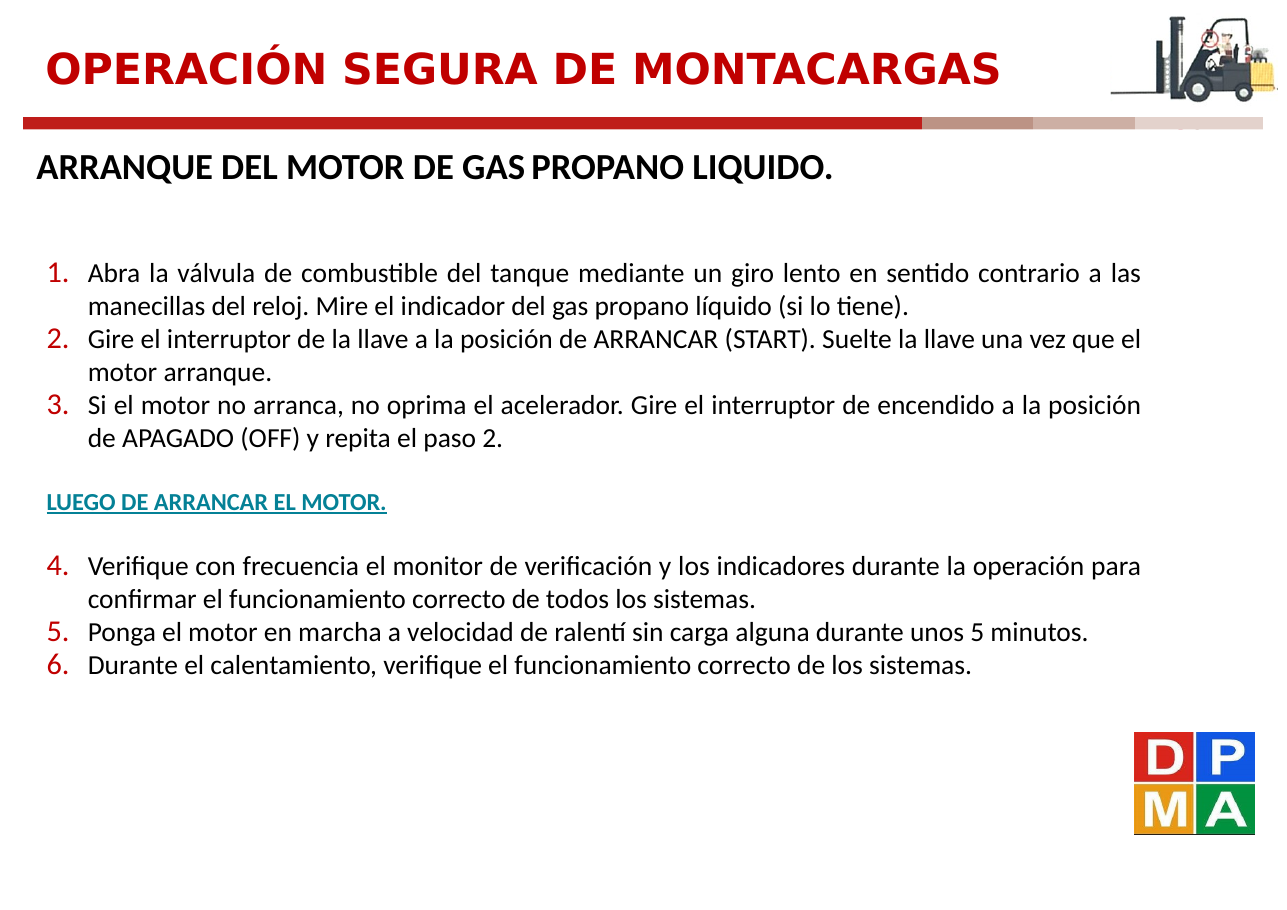 OPERACIÓN SEGURA DE MONTACARGAS
ARRANQUE DEL MOTOR DE GAS PROPANO LIQUIDO.
1. Abra la válvula de combustible del tanque mediante un giro lento en sentido contrario a las
manecillas del reloj. Mire el indicador del gas propano líquido (si lo tiene).
2. Gire el interruptor de la llave a la posición de ARRANCAR (START). Suelte la llave una vez que el
motor arranque.
3. Si el motor no arranca, no oprima el acelerador. Gire el interruptor de encendido a la posición
de APAGADO (OFF) y repita el paso 2.
LUEGO DE ARRANCAR EL MOTOR.
4. Verifique con frecuencia el monitor de verificación y los indicadores durante la operación para
confirmar el funcionamiento correcto de todos los sistemas.
5. Ponga el motor en marcha a velocidad de ralentí sin carga alguna durante unos 5 minutos.
6. Durante el calentamiento, verifique el funcionamiento correcto de los sistemas.
D P
M A